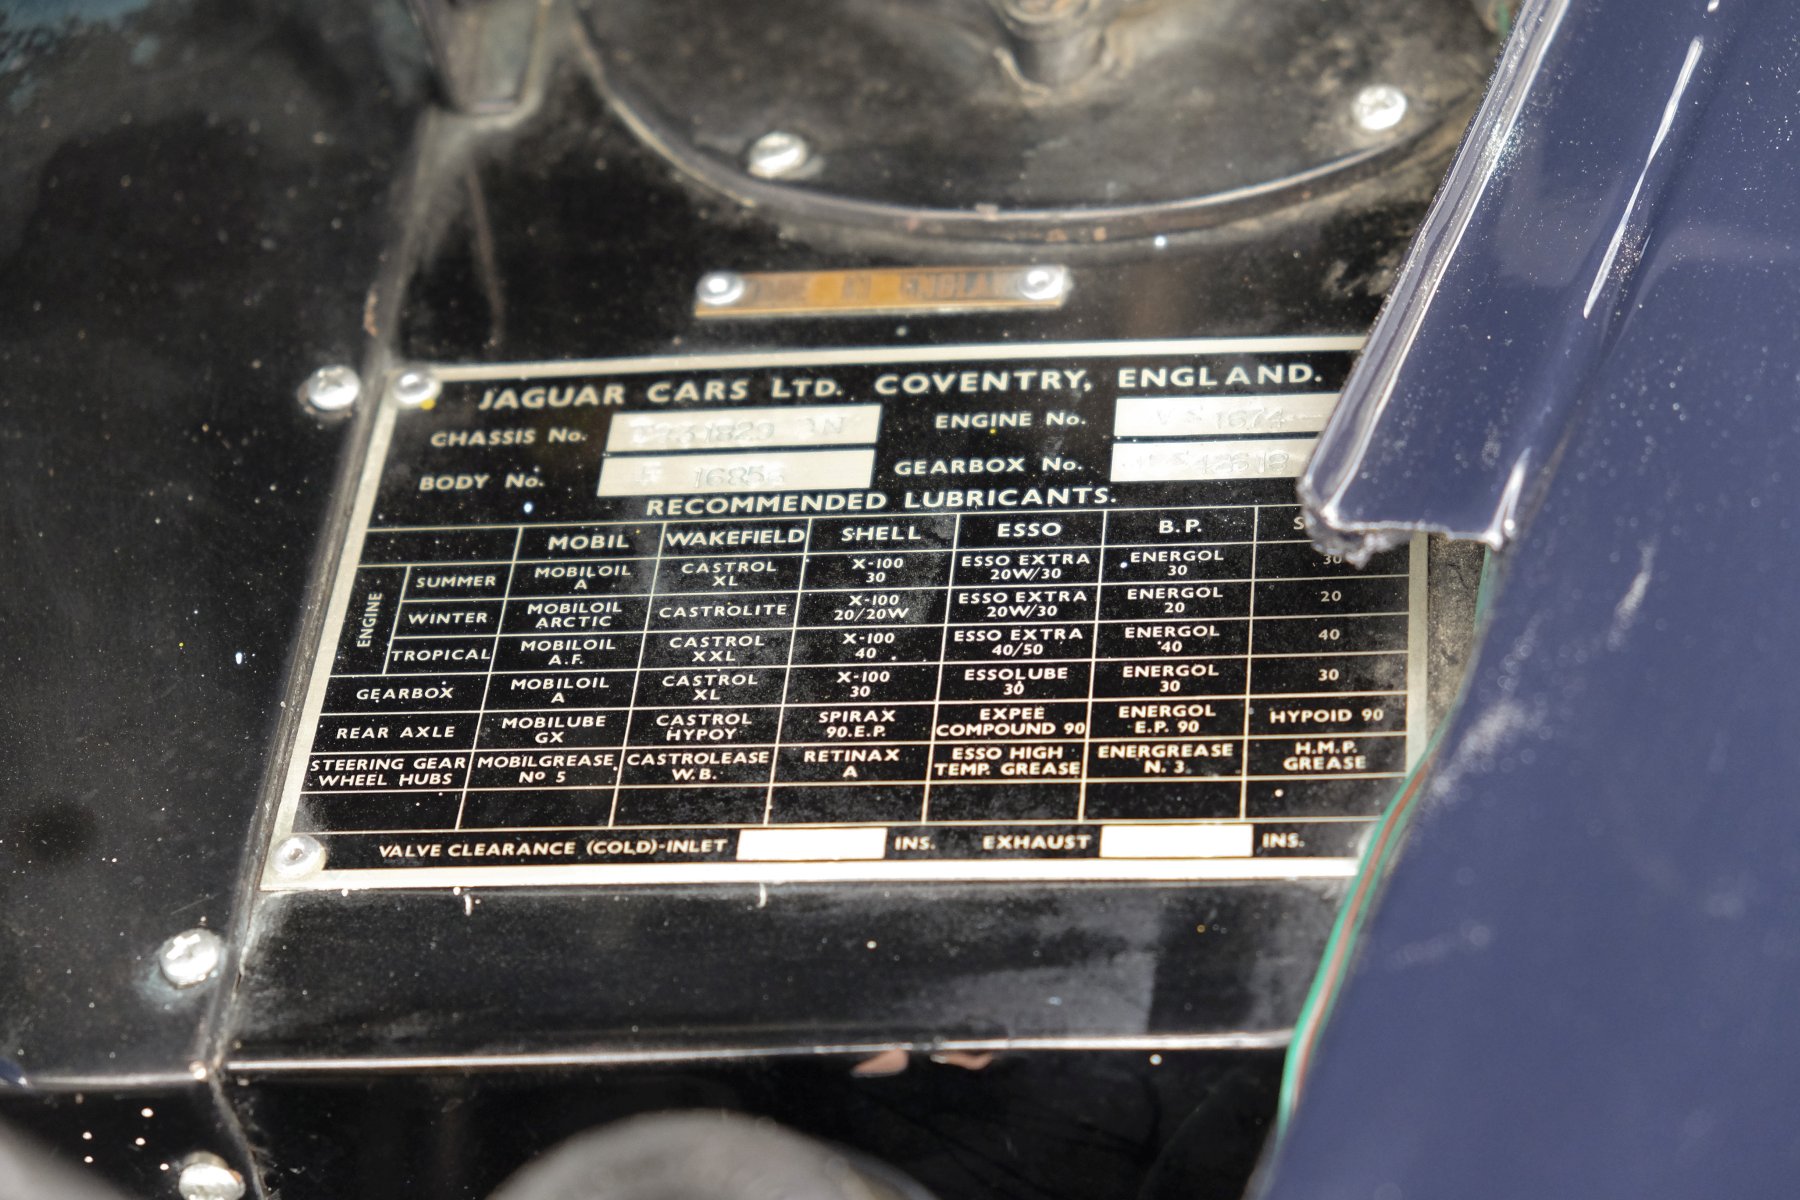 ENGLAND
JAGUAR CARS LTD. COVENTRY, ENGLAND.
CHASSIS No. ENGINE No. 1674
BODY No. 1685 GEARBOX No.
RECOMMENDED LUBRICANTS.
MOBIL WAKEFIELD SHELL ESSO B.P.
ENGINE
SUMMER MOBILOIL A CASTROL XL X-100 30 ESSO EXTRA 20W/30 ENERGOL 30 30
WINTER MOBILOIL ARCTIC CASTROLITE X-100 20/20W ESSO EXTRA 20W/30 ENERGOL 20 20
TROPICAL MOBILOIL A.F. CASTROL XXL X-100 40 ESSO EXTRA 40/50 ENERGOL 40 40
GEARBOX MOBILOIL A CASTROL XL X-100 30 ESSOLUBE 30 ENERGOL 30 30
REAR AXLE MOBILUBE GX CASTROL HYPOY SPIRAX 90.E.P. EXPEE COMPOUND 90 ENERGOL E.P. 90 HYPOID 90
STEERING GEAR WHEEL HUBS MOBILGREASE No 5 CASTROLEASE W.B. RETINAX A ESSO HIGH TEMP. GREASE ENERGREASE N. 3 H.M.P. GREASE
VALVE CLEARANCE (COLD)-INLET INS. EXHAUST INS.